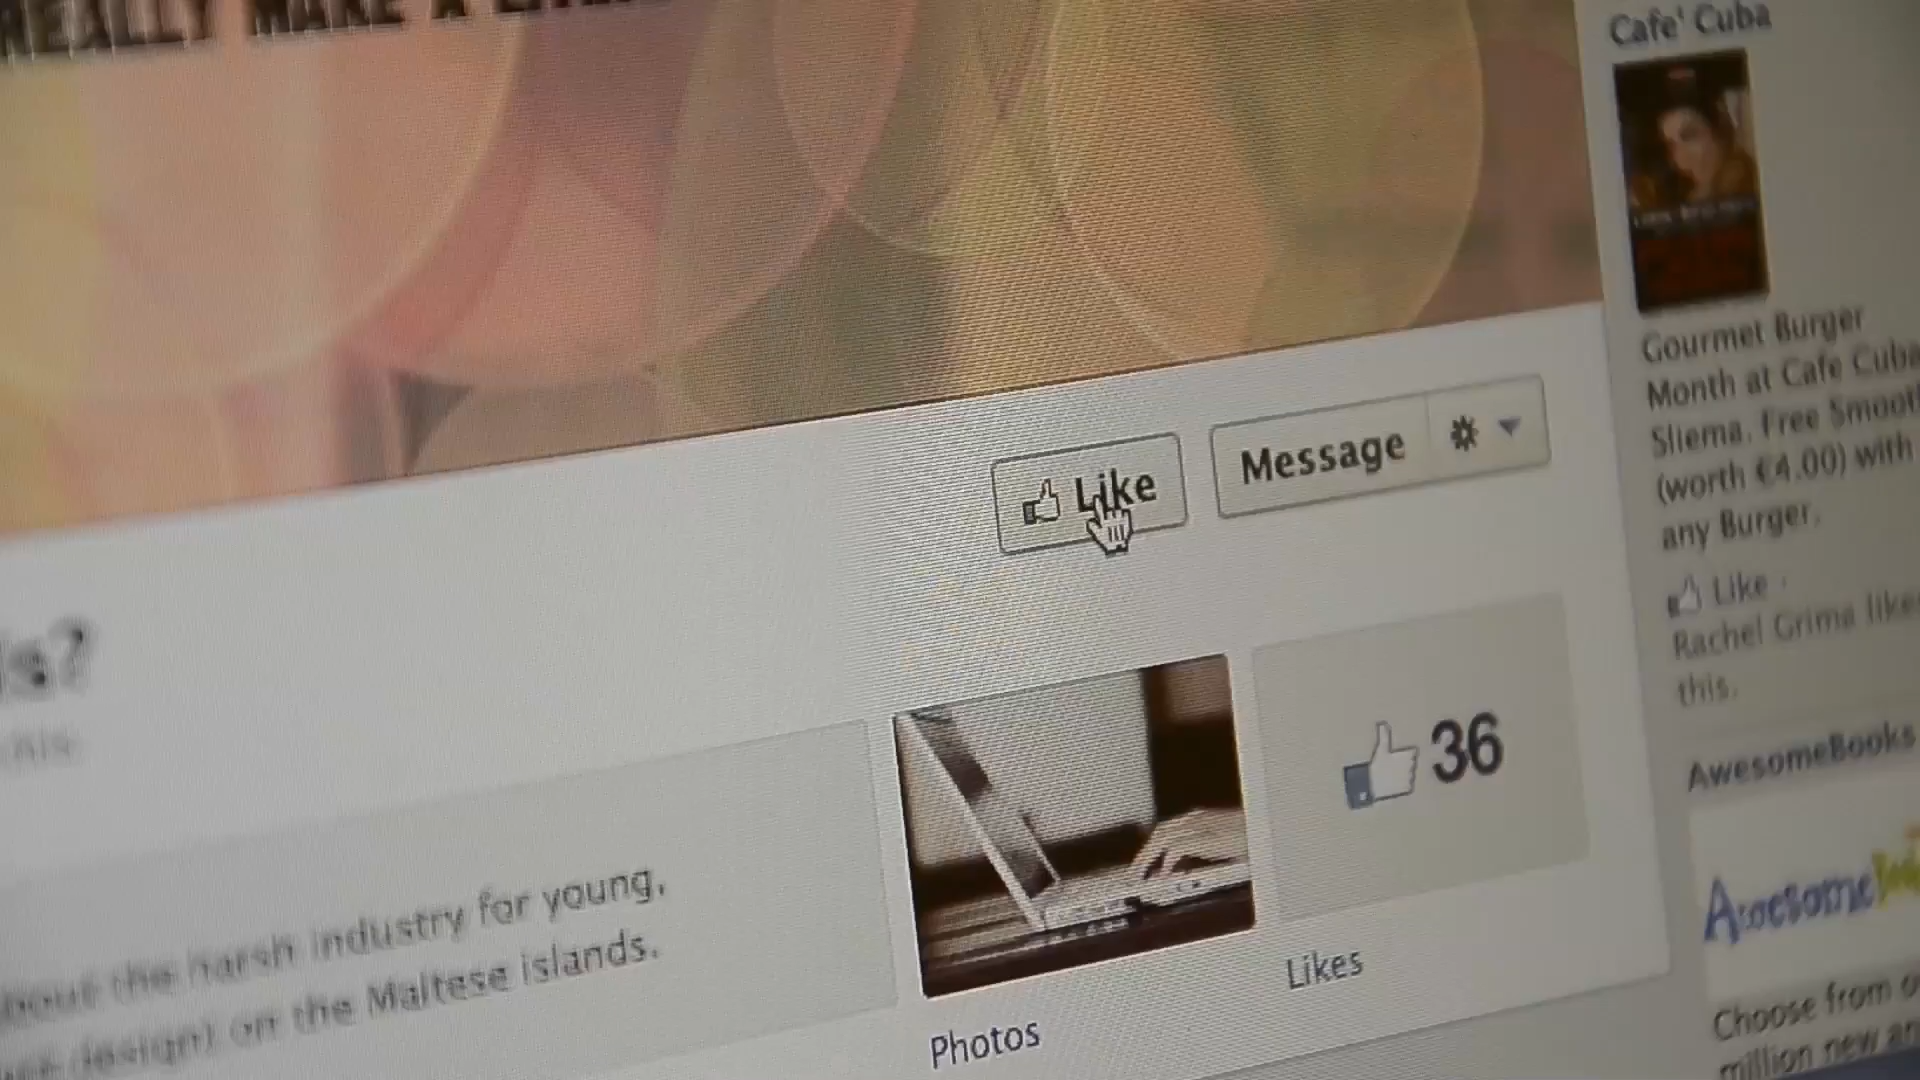 REALLY MAKE A
is?
Like
Message
36
Likes
Photos
the harsh industry for young,
design) on the Maltese islands.
Cafe' Cuba
Gourmet Burger
Month at Cafe Cuba
Sliema. Free Smoot
(worth €4.00) with
any Burger.
Like ·
Rachel Grima like
this.
AwesomeBooks
Awesome
Choose from o
million new an